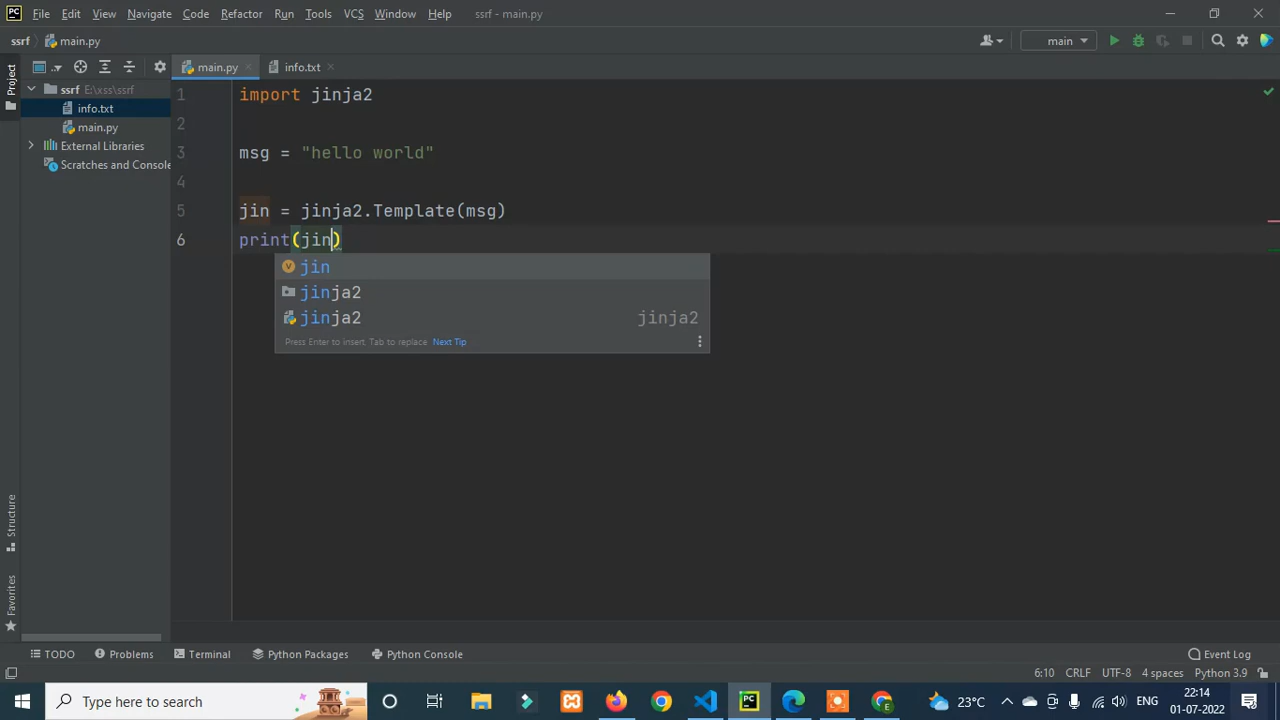 PC File Edit View Navigate Code Refactor Run Tools VCS Window Help ssrf - main.py
ssrf main.py main
Project main.py info.txt
ssrf E:\xss\ssrf
info.txt
main.py
External Libraries
Scratches and Console
1 import jinja2
2
3 msg = "hello world"
4
5 jin = jinja2.Template(msg)
6 print(jin)
V jin
jinja2
jinja2 jinja2
Press Enter to insert, Tab to replace Next Tip
Structure
Favorites
TODO Problems Terminal Python Packages Python Console Event Log
6:10 CRLF UTF-8 4 spaces Python 3.9
Type here to search PC E 23°C ENG 22:14
01-07-2022